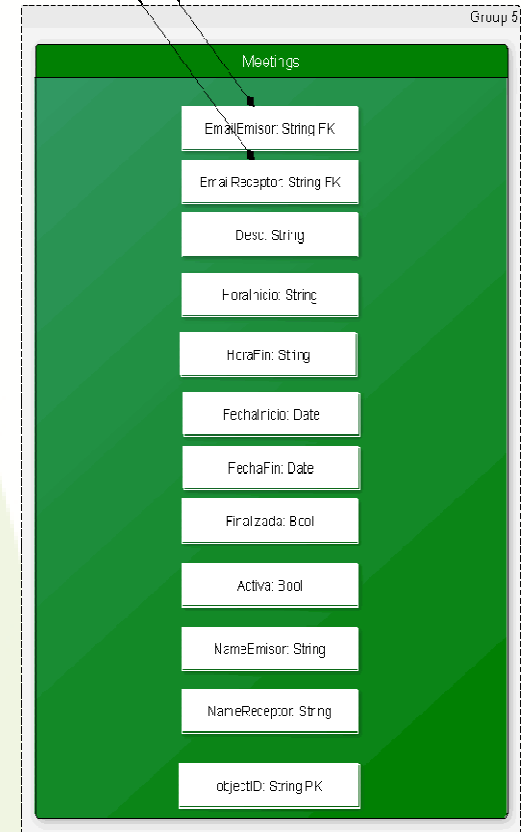 Group 5
Meetings
EmailEmisor: String FK
EmailReceptor: String FK
Desc: String
HoraInicio: String
HoraFin: String
FechaInicio: Date
FechaFin: Date
Finalizada: Bool
Activa: Bool
NameEmisor: String
NameReceptor: String
objectID: String PK